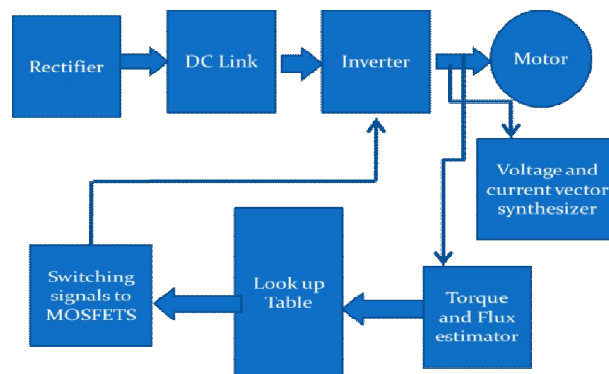 Rectifier
DC Link
Inverter
Motor
Voltage and
current vector
synthesizer
Switching
signals to
MOSFETS
Look up
Table
Torque
and Flux
estimator